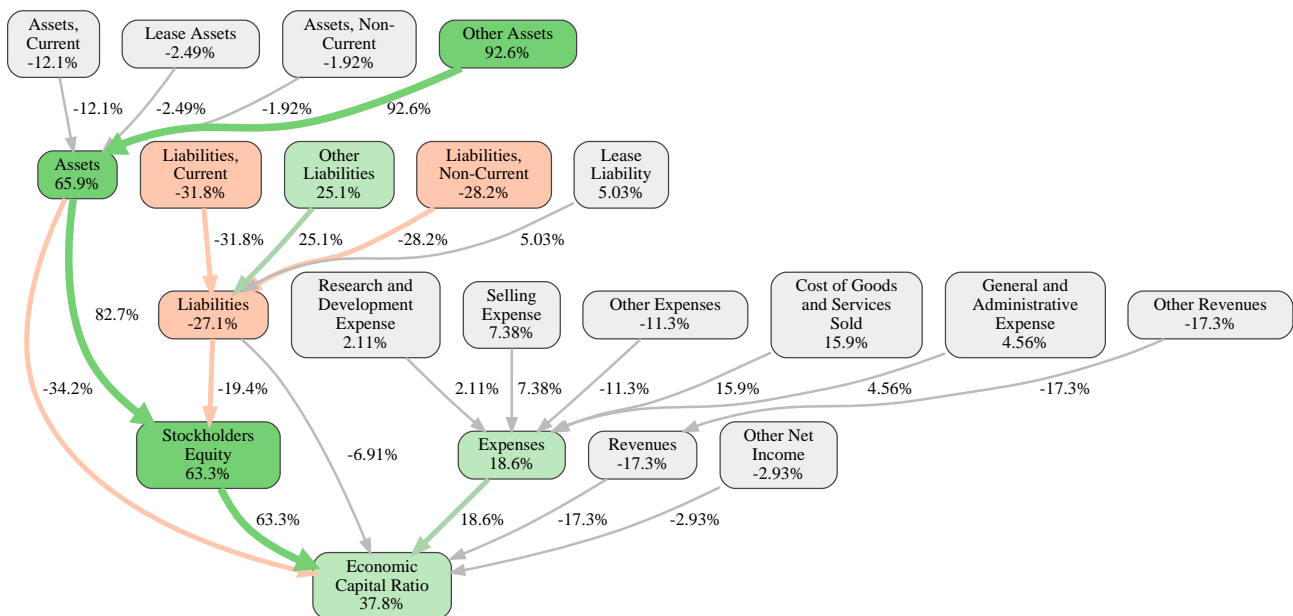 Assets,
Current
-12.1%
Lease Assets
-2.49%
Assets, Non-
Current
-1.92%
Other Assets
92.6%
-12.1%
-2.49%
-1.92%
92.6%
Assets
65.9%
Liabilities,
Current
-31.8%
Other
Liabilities
25.1%
Liabilities,
Non-Current
-28.2%
Lease
Liability
5.03%
-31.8%
25.1%
-28.2%
5.03%
Liabilities
-27.1%
Research and
Development
Expense
2.11%
Selling
Expense
7.38%
Other Expenses
-11.3%
Cost of Goods
and Services
Sold
15.9%
General and
Administrative
Expense
4.56%
Other Revenues
-17.3%
82.7%
-34.2%
-19.4%
2.11%
7.38%
-11.3%
15.9%
4.56%
-17.3%
Stockholders
Equity
63.3%
-6.91%
Expenses
18.6%
Revenues
-17.3%
Other Net
Income
-2.93%
63.3%
18.6%
-17.3%
-2.93%
Economic
Capital Ratio
37.8%